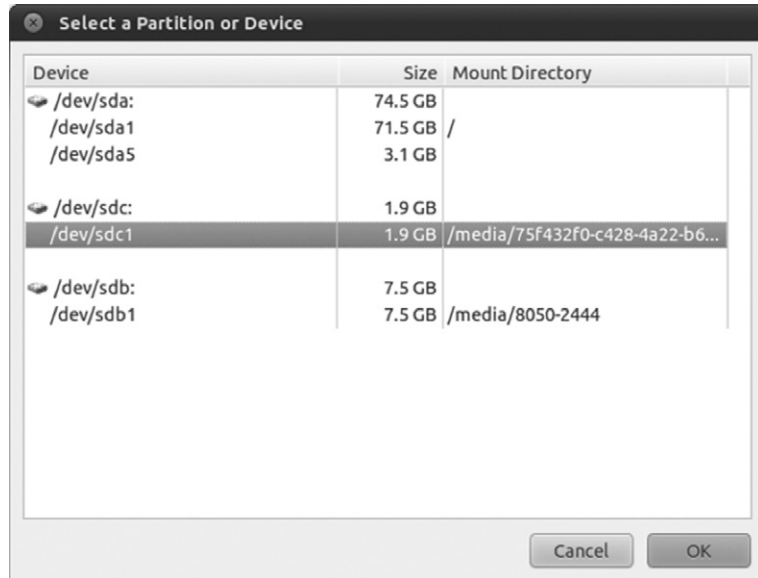 Select a Partition or Device
Device Size Mount Directory
/dev/sda: 74.5 GB
/dev/sda1 71.5 GB /
/dev/sda5 3.1 GB
/dev/sdc: 1.9 GB
/dev/sdc1 1.9 GB /media/75f432f0-c428-4a22-b6...
/dev/sdb: 7.5 GB
/dev/sdb1 7.5 GB /media/8050-2444
Cancel OK